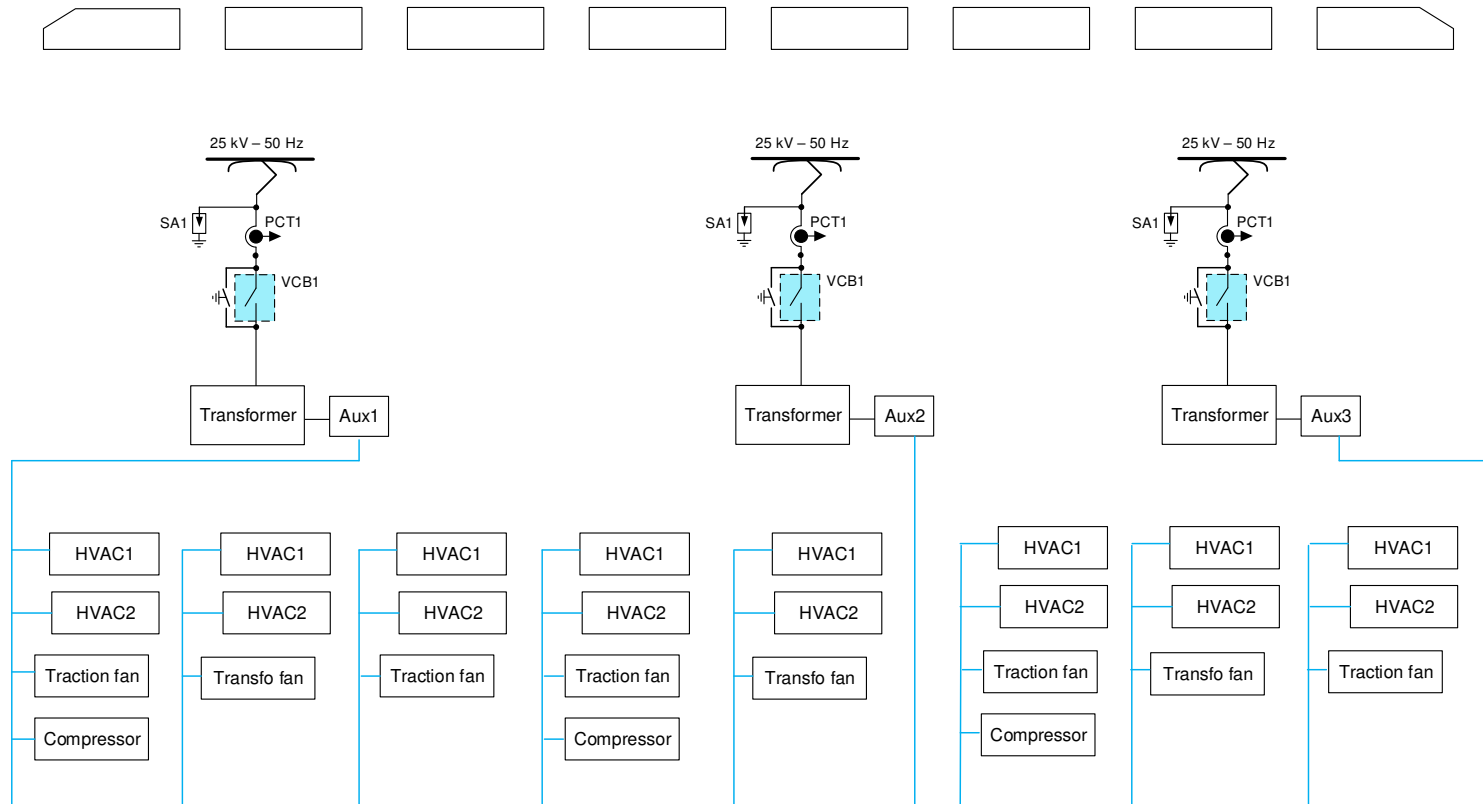 25 kV – 50 Hz
25 kV – 50 Hz
25 kV – 50 Hz
SA1
PCT1
SA1
PCT1
SA1
PCT1
VCB1
VCB1
VCB1
Transformer
Aux1
Transformer
Aux2
Transformer
Aux3
HVAC1
HVAC1
HVAC1
HVAC1
HVAC1
HVAC1
HVAC1
HVAC1
HVAC2
HVAC2
HVAC2
HVAC2
HVAC2
HVAC2
HVAC2
HVAC2
Traction fan
Transfo fan
Traction fan
Traction fan
Transfo fan
Traction fan
Transfo fan
Traction fan
Compressor
Compressor
Compressor